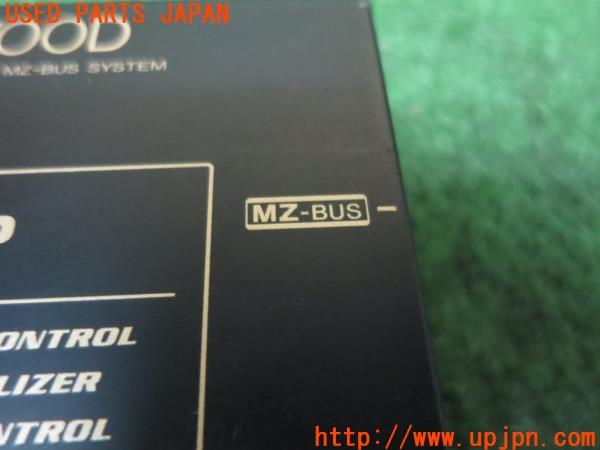 USED PARTS JAPAN
OOD
MZ-BUS SYSTEM
MZ-BUS
ONTROL
LIZER
NTROL
http://www.upjpn.com/